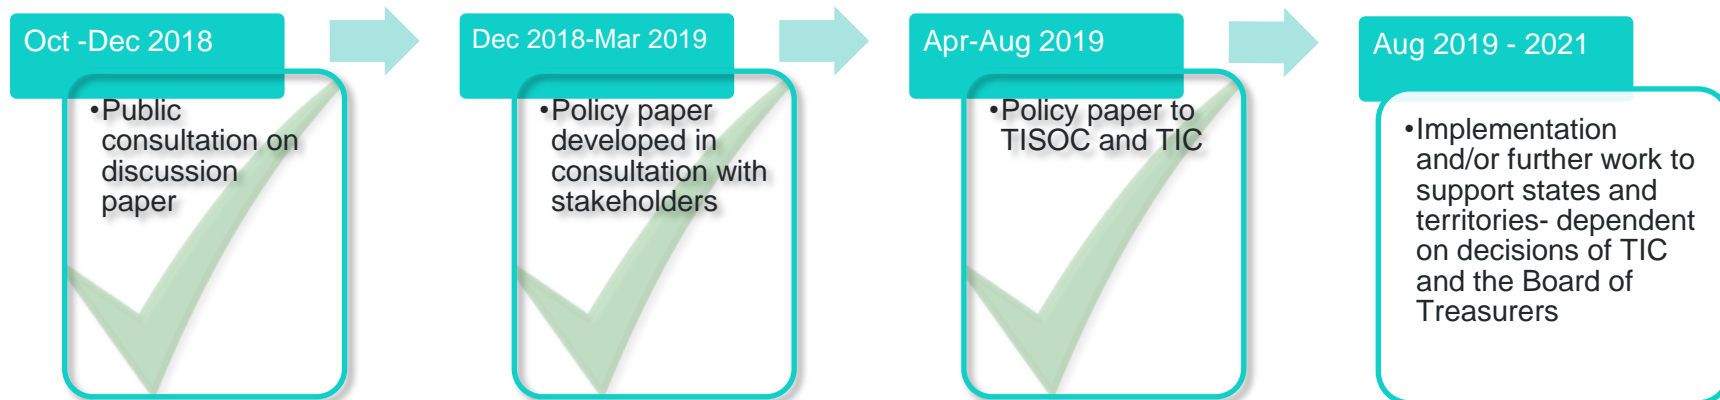 Oct -Dec 2018
•Public
consultation on
discussion
paper
Dec 2018-Mar 2019
•Policy paper
developed in
consultation with
stakeholders
Apr-Aug 2019
•Policy paper to
TISOC and TIC
Aug 2019 - 2021
•Implementation
and/or further work to
support states and
territories- dependent
on decisions of TIC
and the Board of
Treasurers